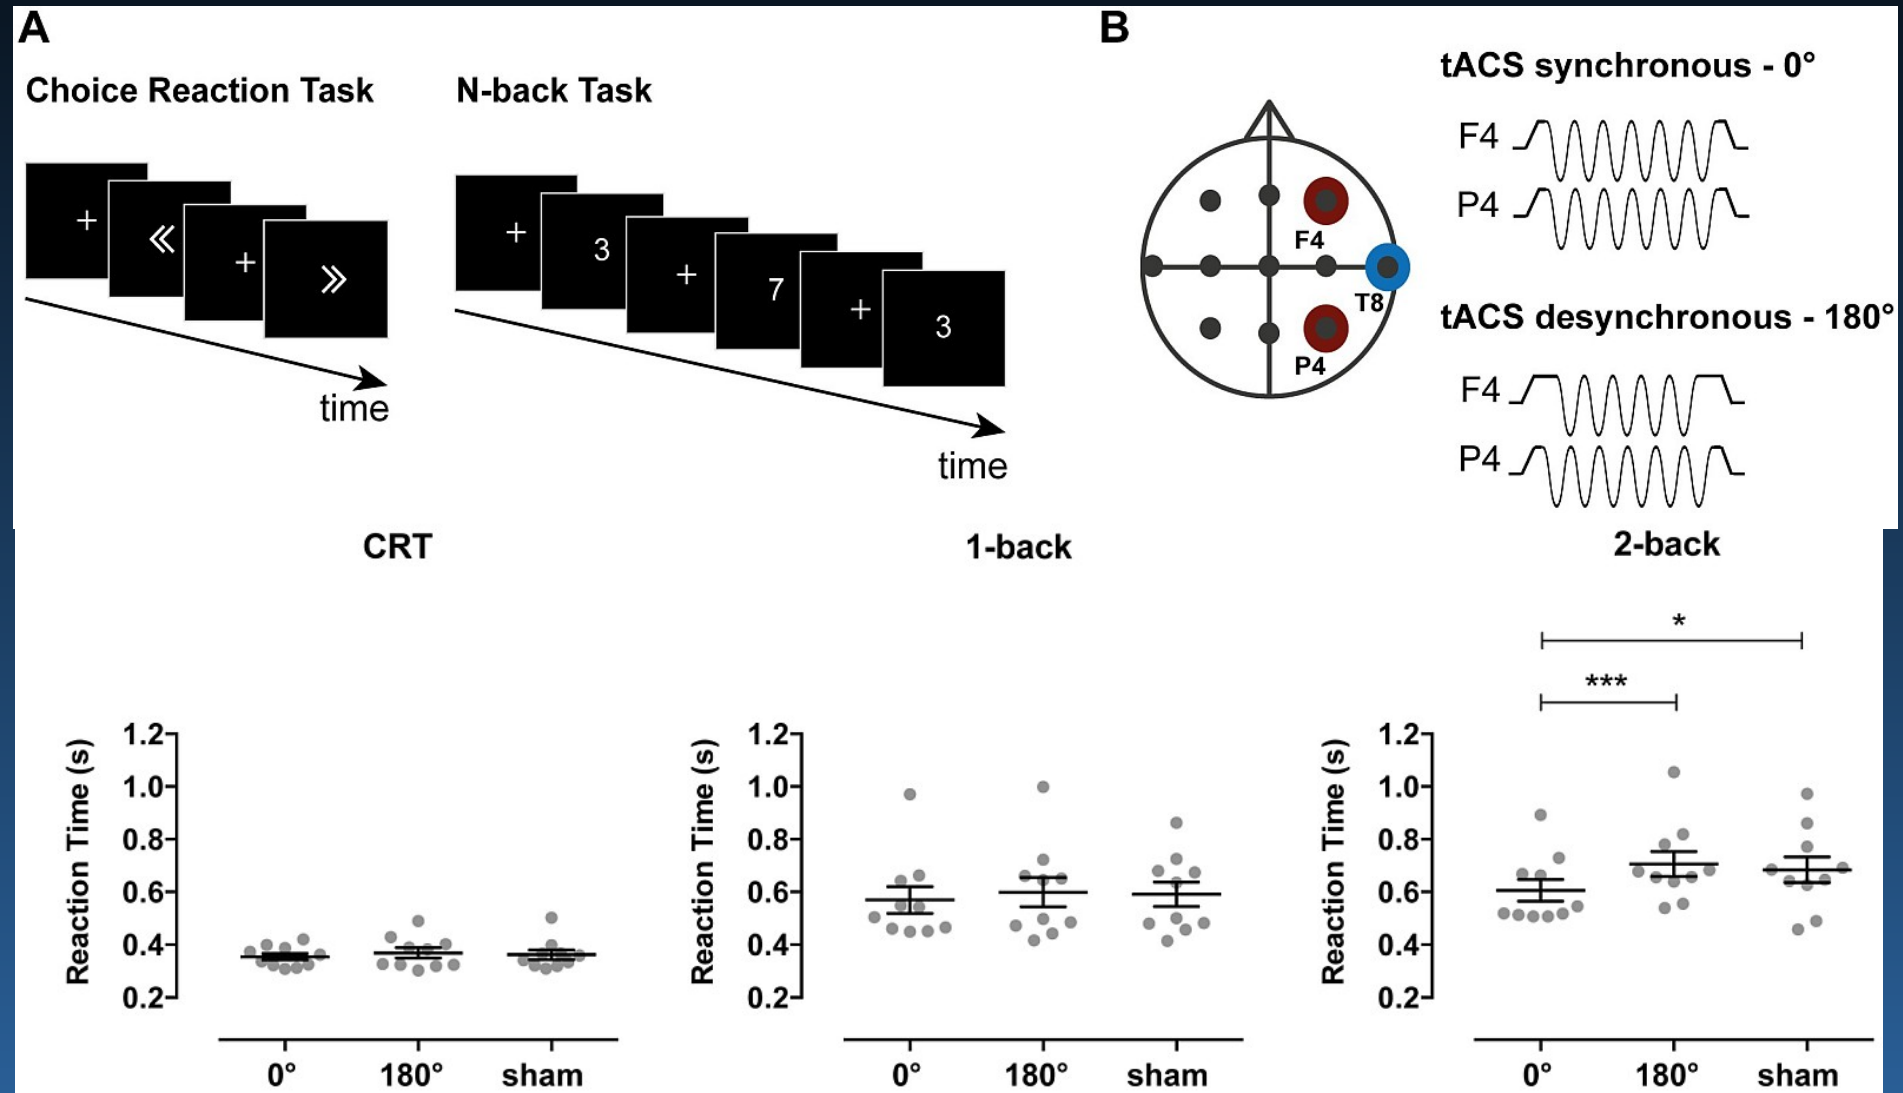 A
Choice Reaction Task
N-back Task
+
«
+
»
time
+
3
+
7
+
3
time
B
F4
T8
P4
tACS synchronous - 0°
F4
P4
tACS desynchronous - 180°
F4
P4
CRT
Reaction Time (s)
1.2
1.0
0.8
0.6
0.4
0.2
0° 180° sham
1-back
Reaction Time (s)
1.2
1.0
0.8
0.6
0.4
0.2
0° 180° sham
2-back
*
***
Reaction Time (s)
1.2
1.0
0.8
0.6
0.4
0.2
0° 180° sham